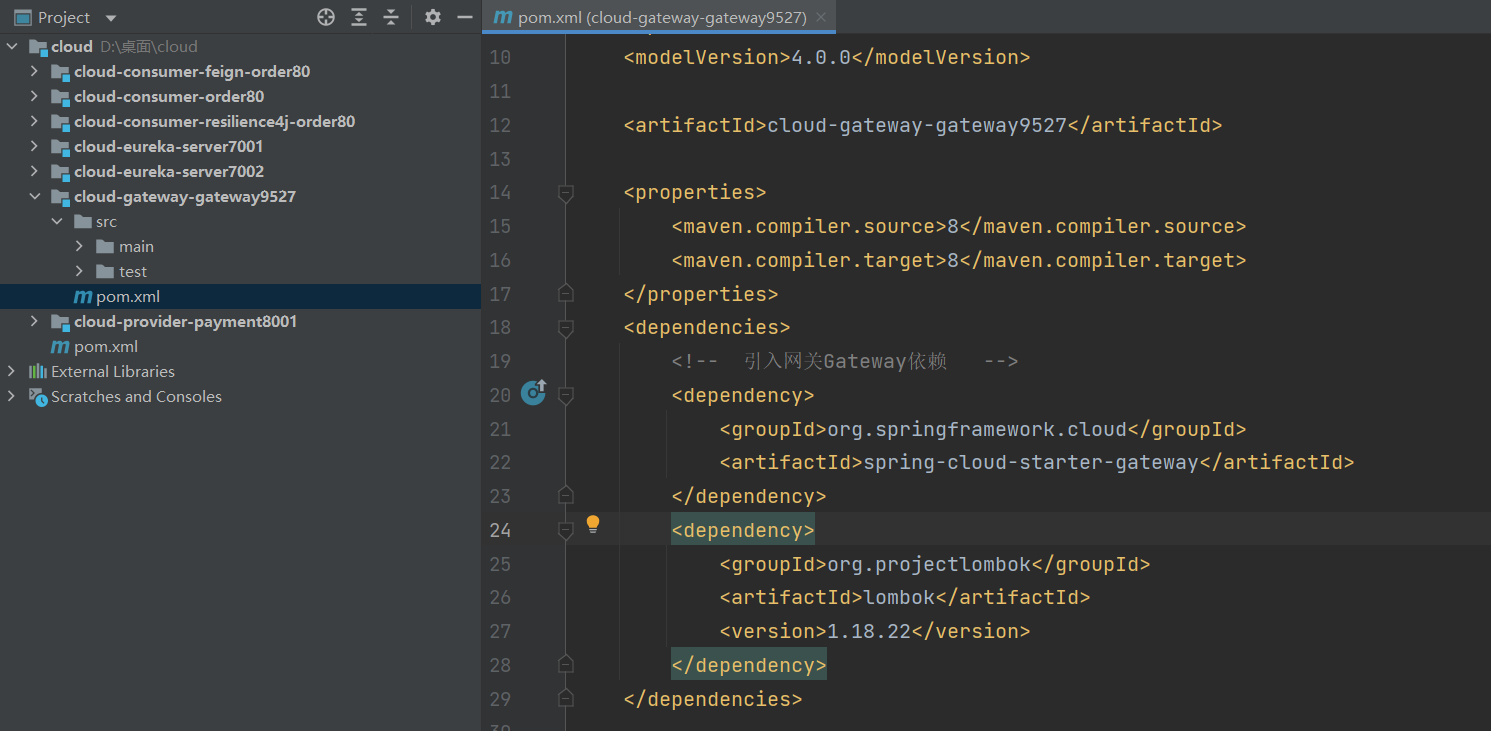 Project
cloud D:\桌面\cloud
cloud-consumer-feign-order80
cloud-consumer-order80
cloud-consumer-resilience4j-order80
cloud-eureka-server7001
cloud-eureka-server7002
cloud-gateway-gateway9527
src
main
test
m pom.xml
cloud-provider-payment8001
m pom.xml
External Libraries
Scratches and Consoles
m pom.xml (cloud-gateway-gateway9527)
10 <modelVersion>4.0.0</modelVersion>
11
12 <artifactId>cloud-gateway-gateway9527</artifactId>
13
14 <properties>
15 <maven.compiler.source>8</maven.compiler.source>
16 <maven.compiler.target>8</maven.compiler.target>
17 </properties>
18 <dependencies>
19 <!-- 引入网关Gateway依赖 -->
20 <dependency>
21 <groupId>org.springframework.cloud</groupId>
22 <artifactId>spring-cloud-starter-gateway</artifactId>
23 </dependency>
24 <dependency>
25 <groupId>org.projectlombok</groupId>
26 <artifactId>lombok</artifactId>
27 <version>1.18.22</version>
28 </dependency>
29 </dependencies>